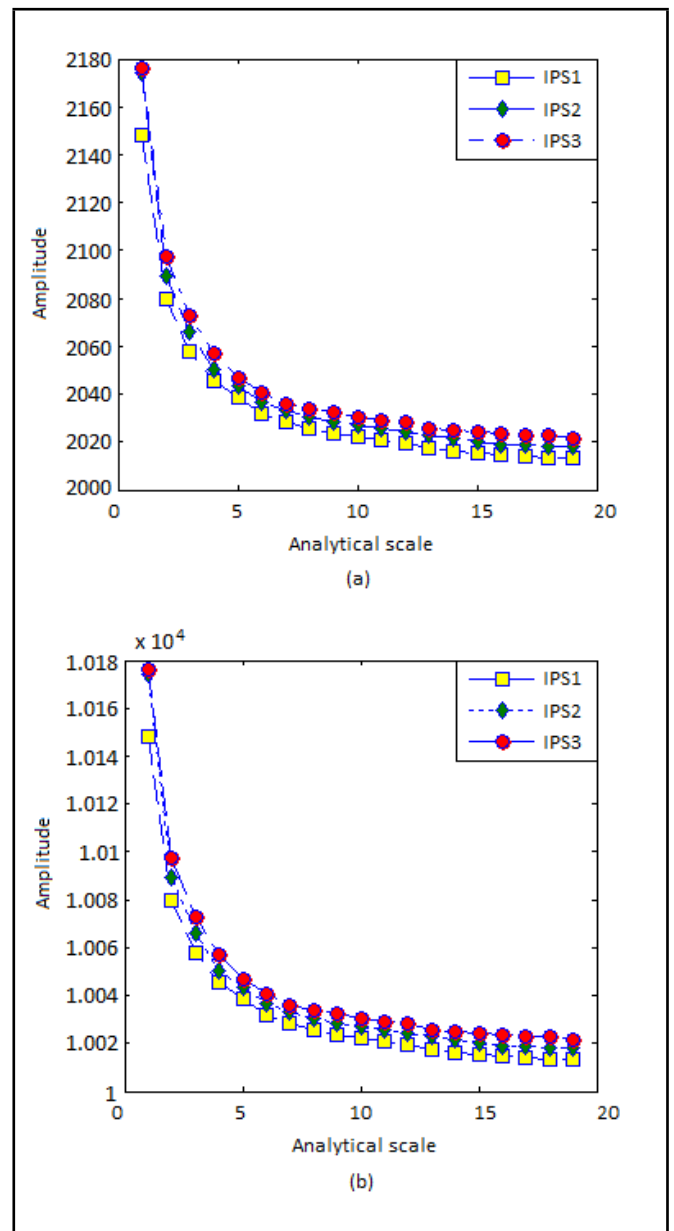 2180
2160
2140
2120
2100
2080
2060
2040
2020
2000
Amplitude
IPS1
IPS2
IPS3
0 5 10 15 20
Analytical scale
(a)
x 10^4
1.018
1.016
1.014
1.012
1.01
1.008
1.006
1.004
1.002
1
Amplitude
IPS1
IPS2
IPS3
0 5 10 15 20
Analytical scale
(b)